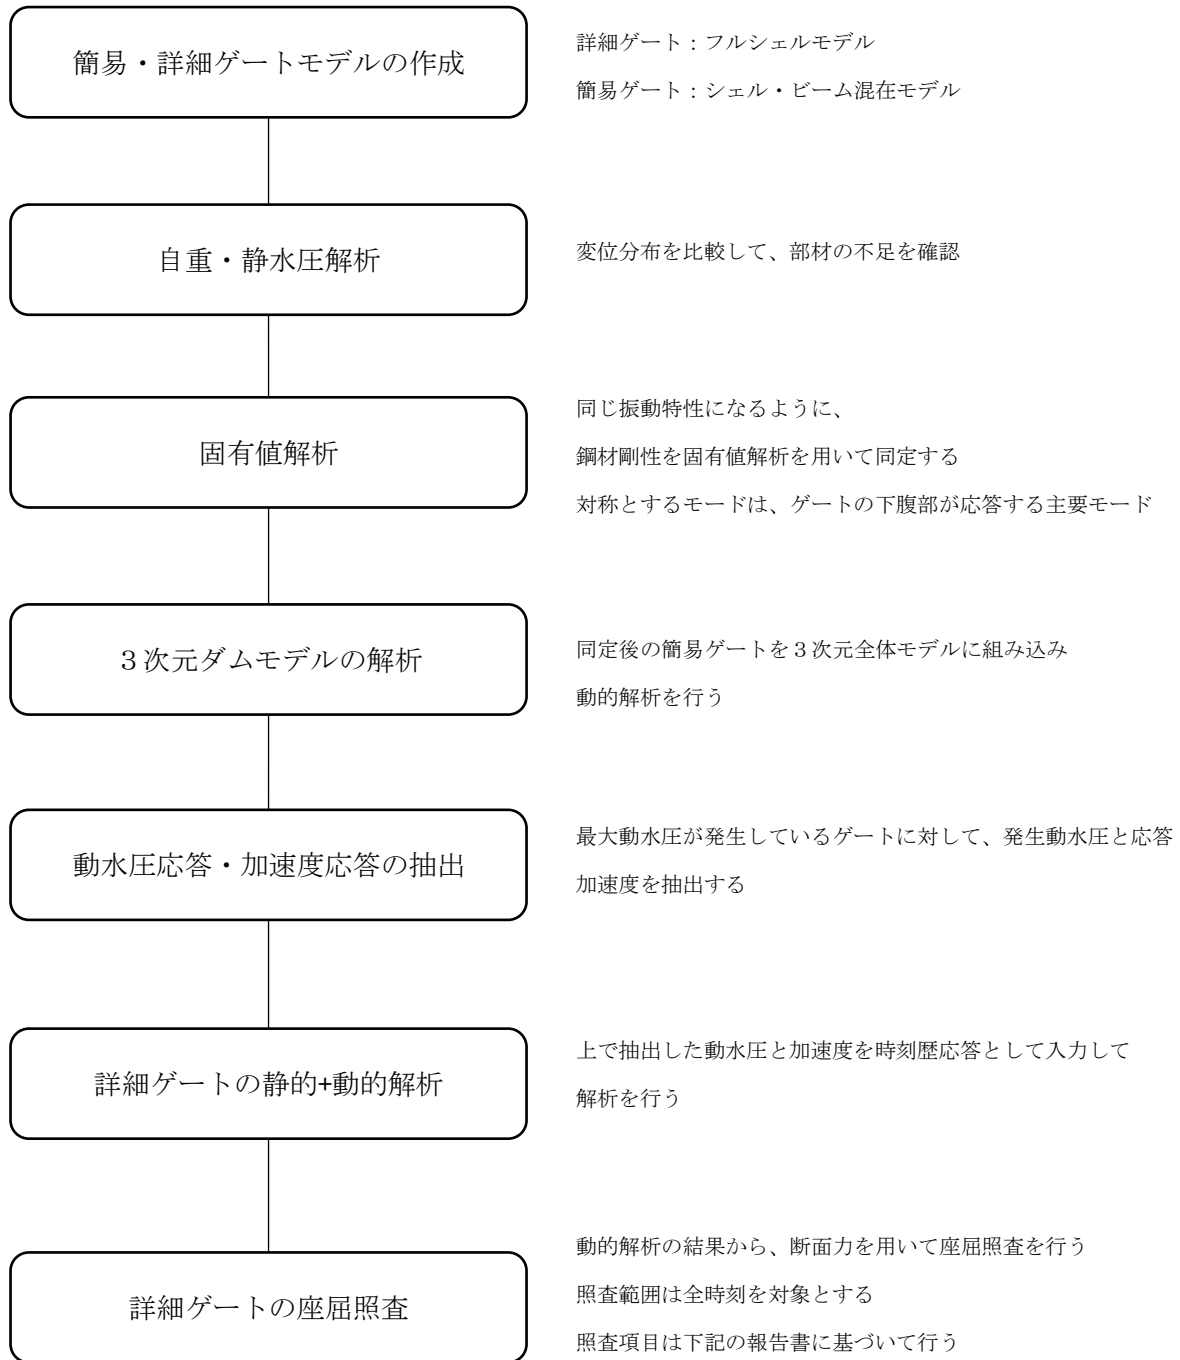 簡易・詳細ゲートモデルの作成
詳細ゲート：フルシェルモデル
簡易ゲート：シェル・ビーム混在モデル
自重・静水圧解析
変位分布を比較して、部材の不足を確認
固有値解析
同じ振動特性になるように、
鋼材剛性を固有値解析を用いて同定する
対称とするモードは、ゲートの下腹部が応答する主要モード
３次元ダムモデルの解析
同定後の簡易ゲートを３次元全体モデルに組み込み
動的解析を行う
動水圧応答・加速度応答の抽出
最大動水圧が発生しているゲートに対して、発生動水圧と応答
加速度を抽出する
詳細ゲートの静的+動的解析
上で抽出した動水圧と加速度を時刻歴応答として入力して
解析を行う
詳細ゲートの座屈照査
動的解析の結果から、断面力を用いて座屈照査を行う
照査範囲は全時刻を対象とする
照査項目は下記の報告書に基づいて行う